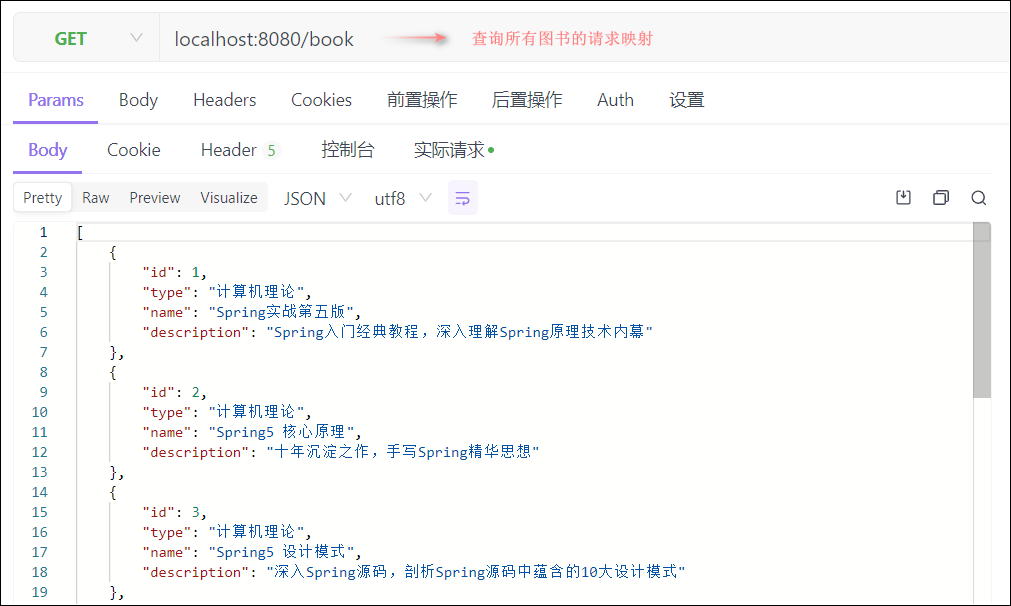 GET localhost:8080/book 查询所有图书的请求映射
Params Body Headers Cookies 前置操作 后置操作 Auth 设置
Body Cookie Header 5 控制台 实际请求
Pretty Raw Preview Visualize JSON utf8
1 [
2 {
3 "id": 1,
4 "type": "计算机理论",
5 "name": "Spring实战第五版",
6 "description": "Spring入门经典教程，深入理解Spring原理技术内幕"
7 },
8 {
9 "id": 2,
10 "type": "计算机理论",
11 "name": "Spring5 核心原理",
12 "description": "十年沉淀之作，手写Spring精华思想"
13 },
14 {
15 "id": 3,
16 "type": "计算机理论",
17 "name": "Spring5 设计模式",
18 "description": "深入Spring源码，剖析Spring源码中蕴含的10大设计模式"
19 },